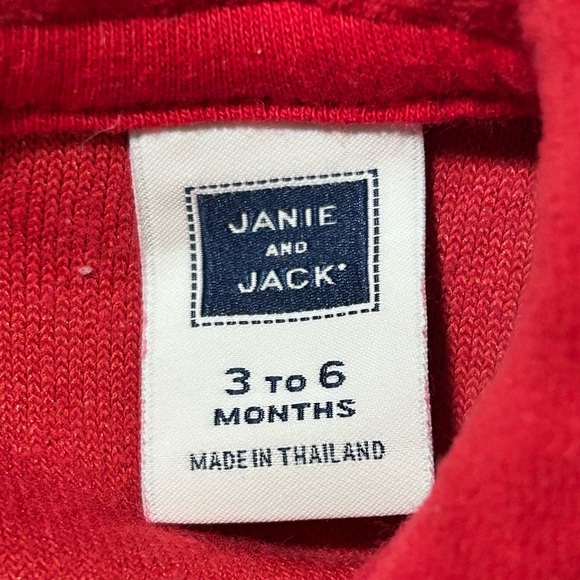 JANIE
AND
JACK
3 TO 6
MONTHS
MADE IN THAILAND